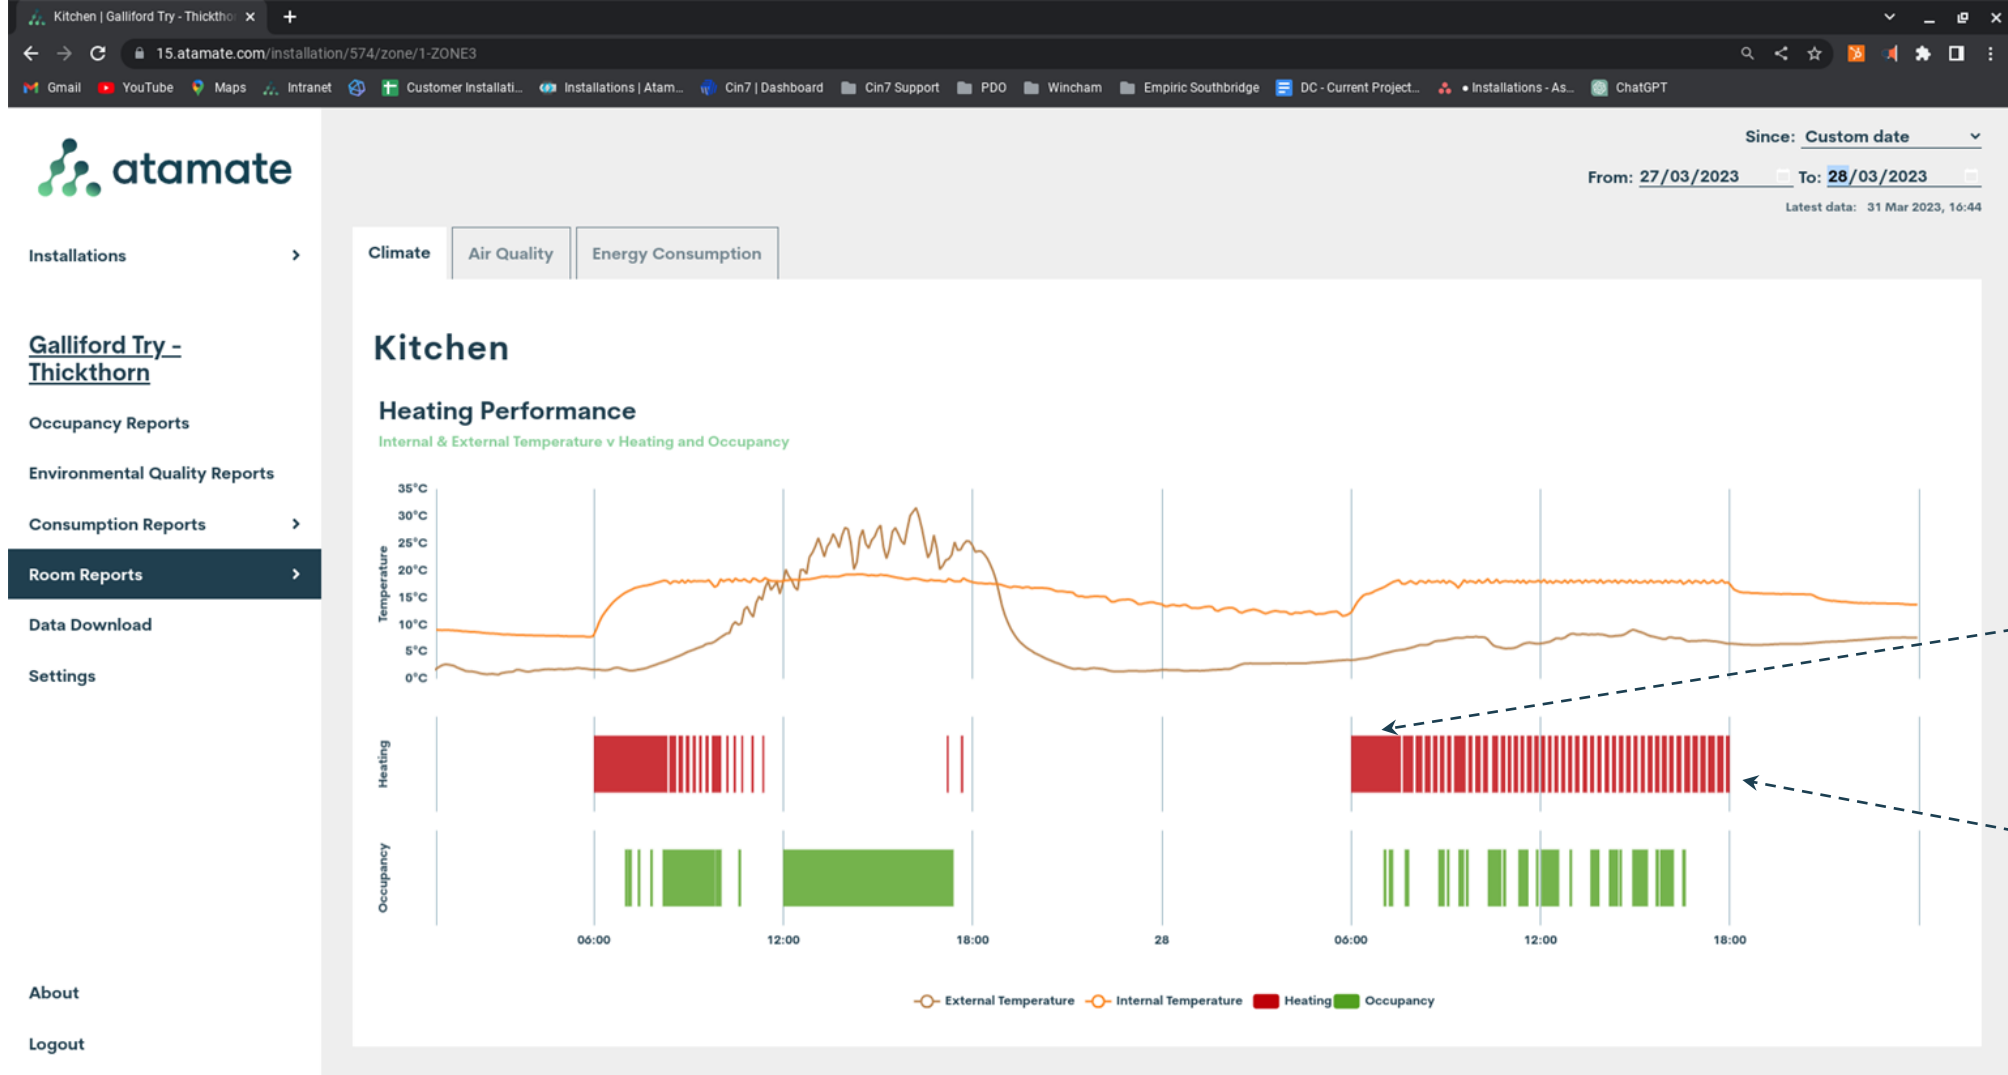 Kitchen | Galliford Try - Thicktho
15.atamate.com/installation/574/zone/1-ZONE3
Gmail YouTube Maps Intranet Customer Installati... Installations | Atam... Cin7 | Dashboard Cin7 Support PDO Wincham Empiric Southbridge DC - Current Project... • Installations - As... ChatGPT
atamate
Since: Custom date
From: 27/03/2023 To: 28/03/2023
Latest data: 31 Mar 2023, 16:44
Installations
Galliford Try -
Thickthorn
Occupancy Reports
Environmental Quality Reports
Consumption Reports
Room Reports
Data Download
Settings
About
Logout
Climate Air Quality Energy Consumption
Kitchen
Heating Performance
Internal & External Temperature v Heating and Occupancy
Temperature
35°C
30°C
25°C
20°C
15°C
10°C
5°C
0°C
Heating
Occupancy
06:00 12:00 18:00 28 06:00 12:00 18:00
External Temperature Internal Temperature Heating Occupancy